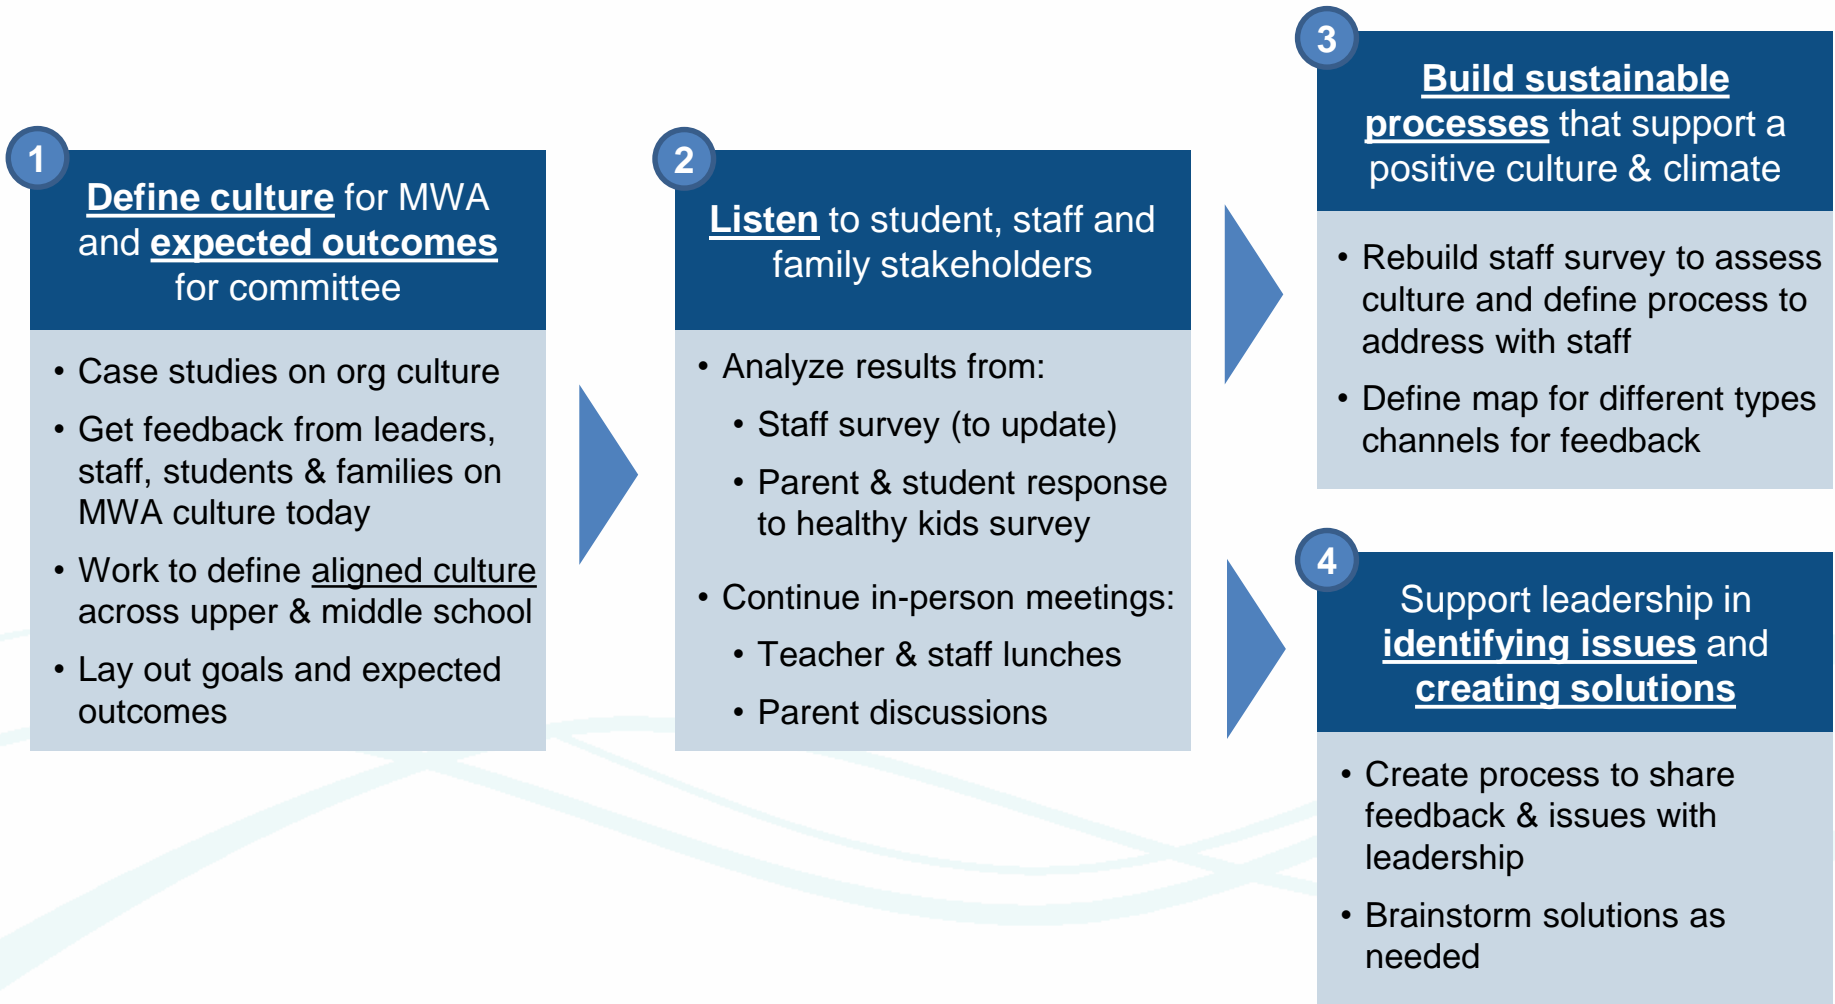 1
Define culture for MWA
and expected outcomes
for committee
• Case studies on org culture
• Get feedback from leaders,
staff, students & families on
MWA culture today
• Work to define aligned culture
across upper & middle school
• Lay out goals and expected
outcomes
2
Listen to student, staff and
family stakeholders
• Analyze results from:
• Staff survey (to update)
• Parent & student response
to healthy kids survey
• Continue in-person meetings:
• Teacher & staff lunches
• Parent discussions
3
Build sustainable
processes that support a
positive culture & climate
• Rebuild staff survey to assess
culture and define process to
address with staff
• Define map for different types
channels for feedback
4
Support leadership in
identifying issues and
creating solutions
• Create process to share
feedback & issues with
leadership
• Brainstorm solutions as
needed